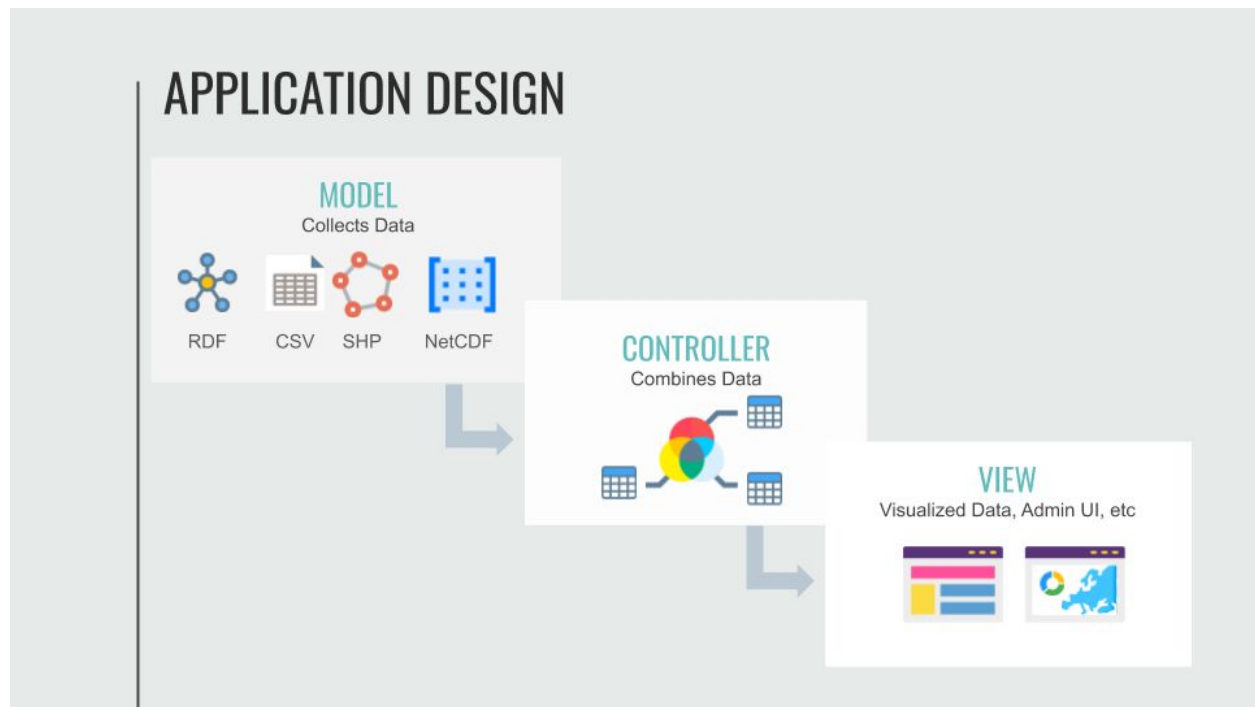 APPLICATION DESIGN
MODEL
Collects Data
RDF CSV SHP NetCDF
CONTROLLER
Combines Data
VIEW
Visualized Data, Admin UI, etc